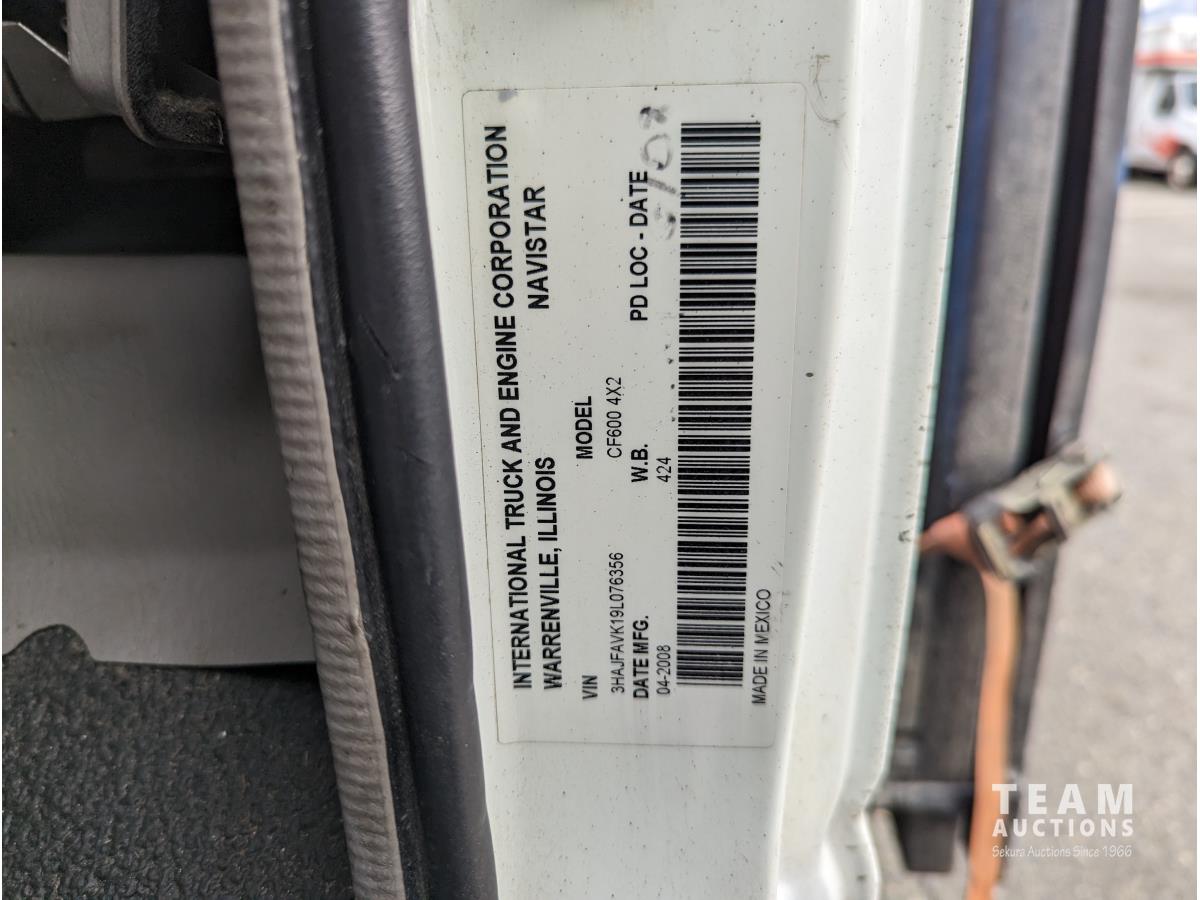 INTERNATIONAL TRUCK AND ENGINE CORPORATION
WARRENVILLE, ILLINOIS NAVISTAR
VIN MODEL
3HAJFAVK19L076356 CF600 4X2
DATE MFG. W.B. PD LOC - DATE
04-2008 424
MADE IN MEXICO
TEAM
AUCTIONS
Sekura Auctions Since 1966